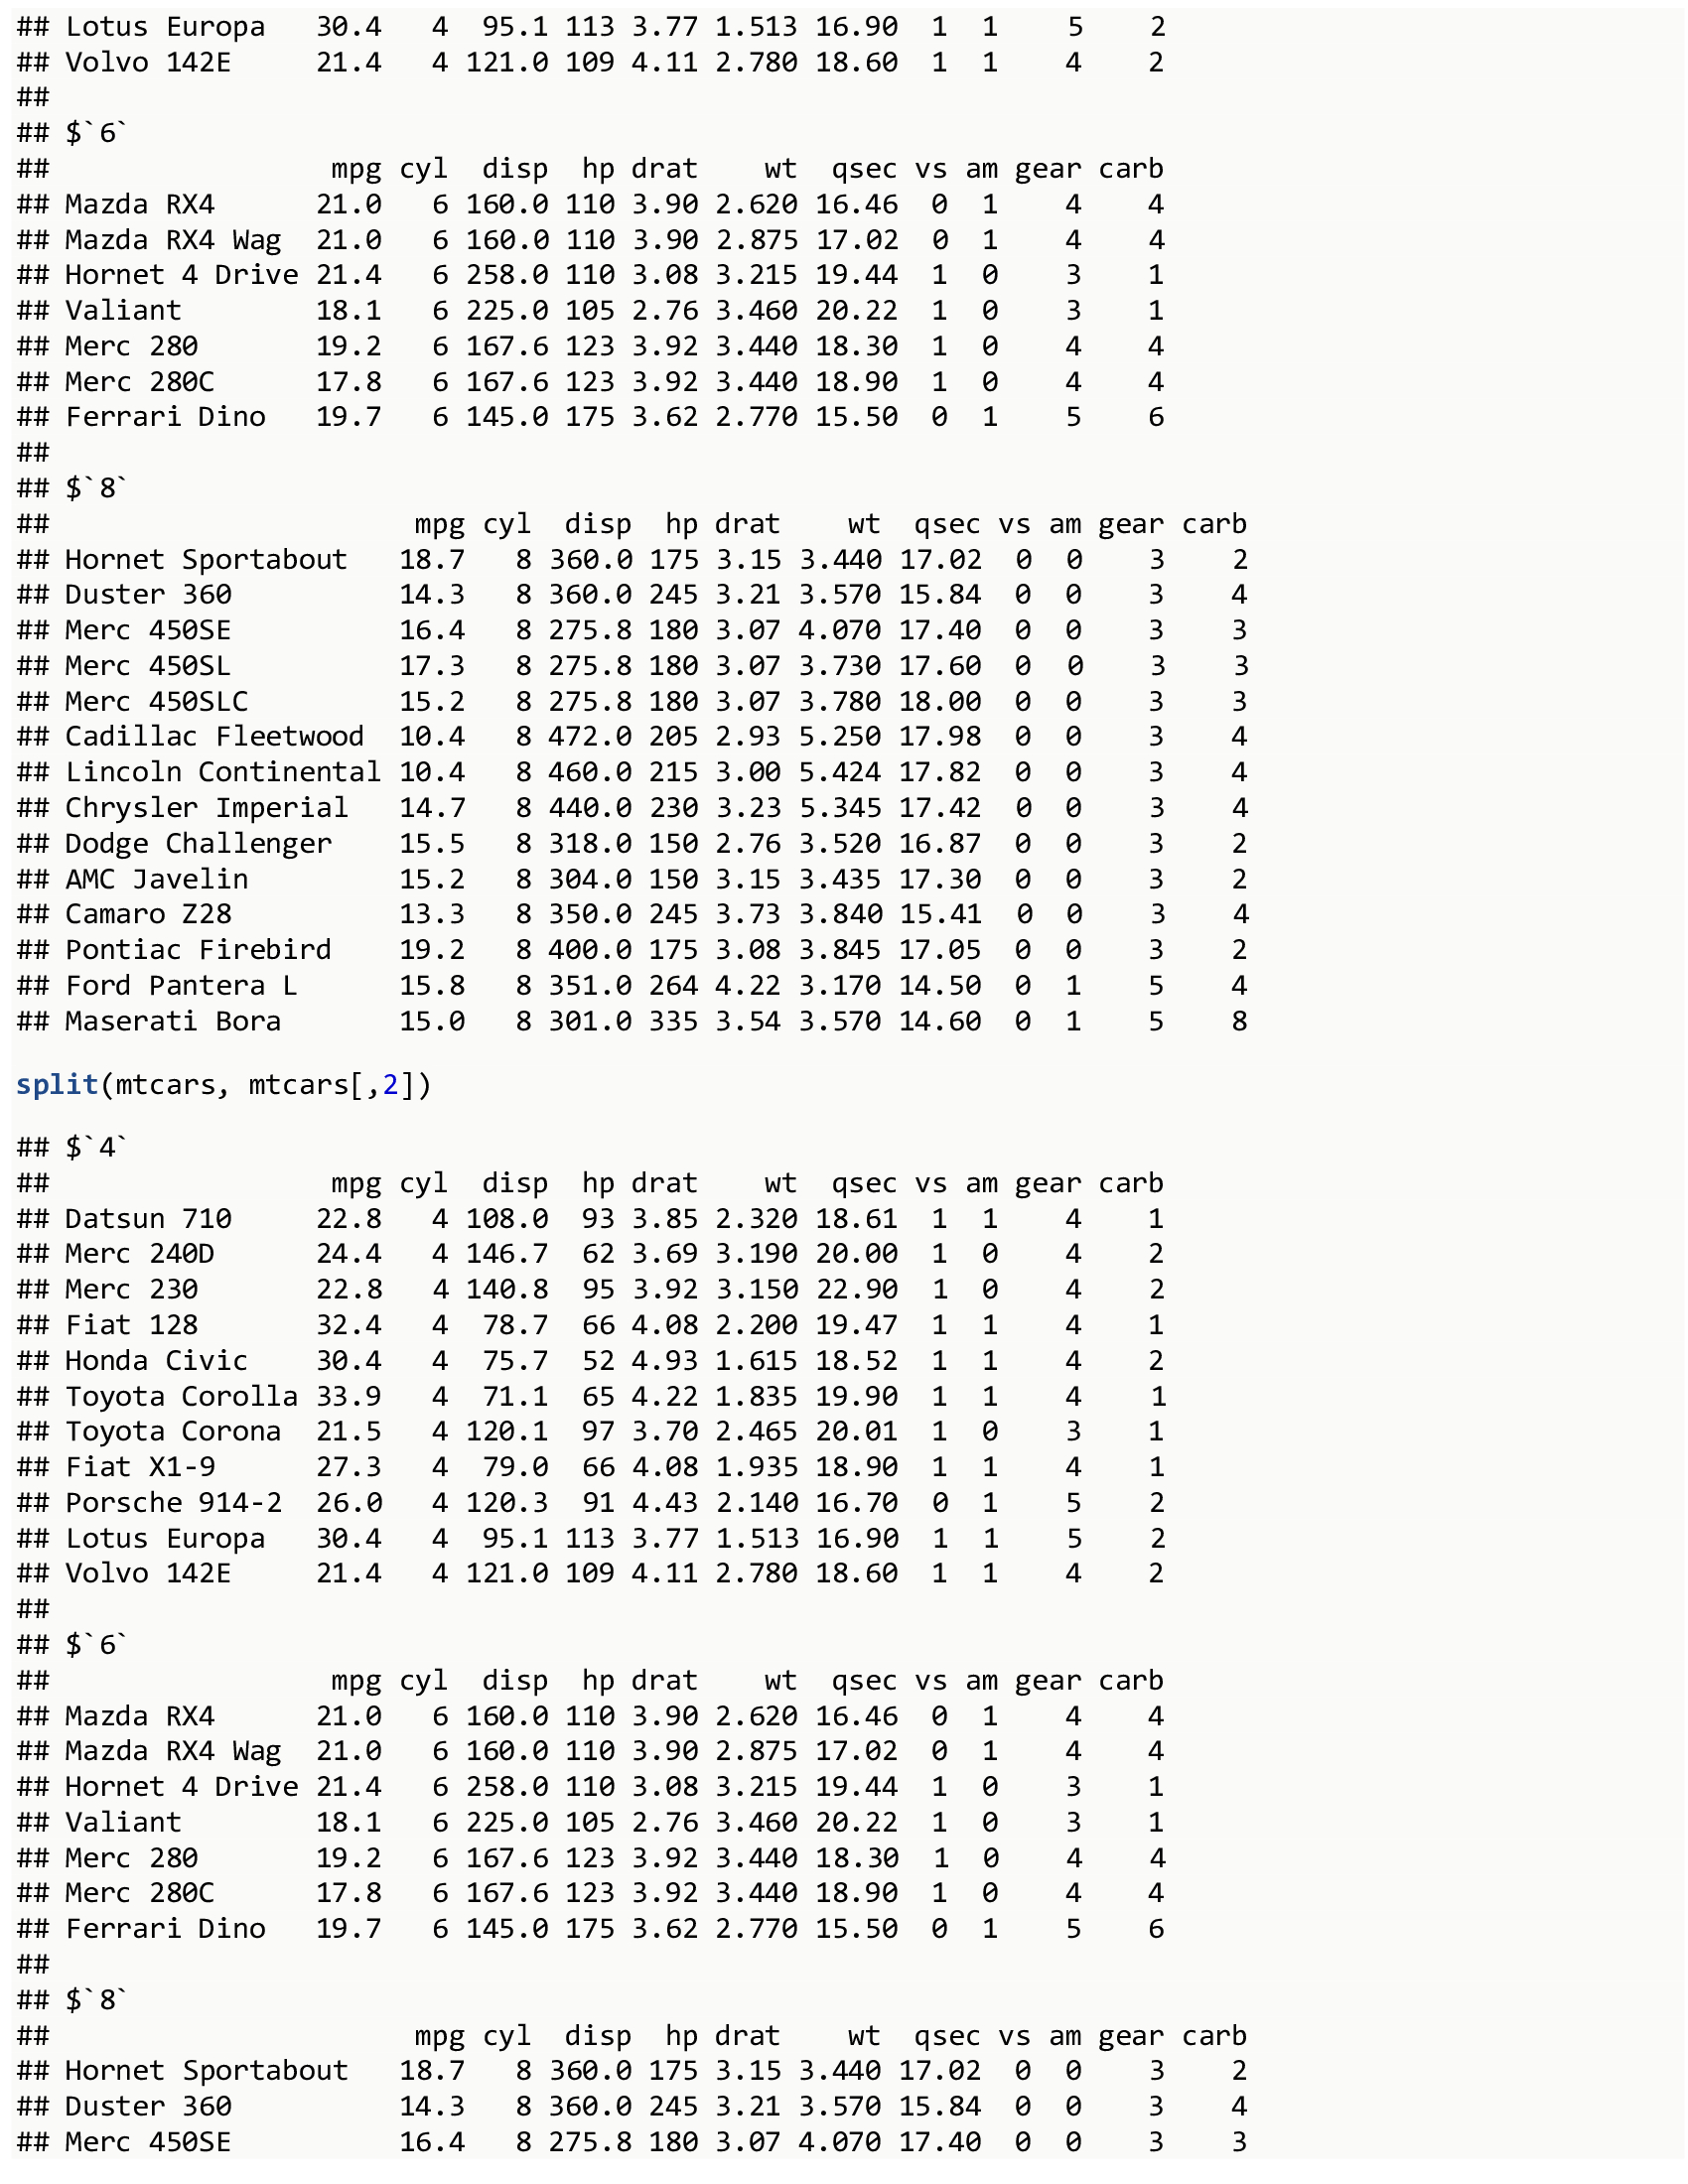 ## Lotus Europa   30.4   4  95.1 113 3.77 1.513 16.90  1  1    5    2
## Volvo 142E     21.4   4 121.0 109 4.11 2.780 18.60  1  1    4    2
##
## $`6`
##                 mpg cyl  disp  hp drat    wt  qsec vs am gear carb
## Mazda RX4      21.0   6 160.0 110 3.90 2.620 16.46  0  1    4    4
## Mazda RX4 Wag  21.0   6 160.0 110 3.90 2.875 17.02  0  1    4    4
## Hornet 4 Drive 21.4   6 258.0 110 3.08 3.215 19.44  1  0    3    1
## Valiant        18.1   6 225.0 105 2.76 3.460 20.22  1  0    3    1
## Merc 280       19.2   6 167.6 123 3.92 3.440 18.30  1  0    4    4
## Merc 280C      17.8   6 167.6 123 3.92 3.440 18.90  1  0    4    4
## Ferrari Dino   19.7   6 145.0 175 3.62 2.770 15.50  0  1    5    6
##
## $`8`
##                      mpg cyl  disp  hp drat    wt  qsec vs am gear carb
## Hornet Sportabout   18.7   8 360.0 175 3.15 3.440 17.02  0  0    3    2
## Duster 360          14.3   8 360.0 245 3.21 3.570 15.84  0  0    3    4
## Merc 450SE          16.4   8 275.8 180 3.07 4.070 17.40  0  0    3    3
## Merc 450SL          17.3   8 275.8 180 3.07 3.730 17.60  0  0    3    3
## Merc 450SLC         15.2   8 275.8 180 3.07 3.780 18.00  0  0    3    3
## Cadillac Fleetwood  10.4   8 472.0 205 2.93 5.250 17.98  0  0    3    4
## Lincoln Continental 10.4   8 460.0 215 3.00 5.424 17.82  0  0    3    4
## Chrysler Imperial   14.7   8 440.0 230 3.23 5.345 17.42  0  0    3    4
## Dodge Challenger    15.5   8 318.0 150 2.76 3.520 16.87  0  0    3    2
## AMC Javelin         15.2   8 304.0 150 3.15 3.435 17.30  0  0    3    2
## Camaro Z28          13.3   8 350.0 245 3.73 3.840 15.41  0  0    3    4
## Pontiac Firebird    19.2   8 400.0 175 3.08 3.845 17.05  0  0    3    2
## Ford Pantera L      15.8   8 351.0 264 4.22 3.170 14.50  0  1    5    4
## Maserati Bora       15.0   8 301.0 335 3.54 3.570 14.60  0  1    5    8
split(mtcars, mtcars[,2])
## $`4`
##                 mpg cyl  disp  hp drat    wt  qsec vs am gear carb
## Datsun 710     22.8   4 108.0  93 3.85 2.320 18.61  1  1    4    1
## Merc 240D      24.4   4 146.7  62 3.69 3.190 20.00  1  0    4    2
## Merc 230       22.8   4 140.8  95 3.92 3.150 22.90  1  0    4    2
## Fiat 128       32.4   4  78.7  66 4.08 2.200 19.47  1  1    4    1
## Honda Civic    30.4   4  75.7  52 4.93 1.615 18.52  1  1    4    2
## Toyota Corolla 33.9   4  71.1  65 4.22 1.835 19.90  1  1    4    1
## Toyota Corona  21.5   4 120.1  97 3.70 2.465 20.01  1  0    3    1
## Fiat X1-9      27.3   4  79.0  66 4.08 1.935 18.90  1  1    4    1
## Porsche 914-2  26.0   4 120.3  91 4.43 2.140 16.70  0  1    5    2
## Lotus Europa   30.4   4  95.1 113 3.77 1.513 16.90  1  1    5    2
## Volvo 142E     21.4   4 121.0 109 4.11 2.780 18.60  1  1    4    2
##
## $`6`
##                 mpg cyl  disp  hp drat    wt  qsec vs am gear carb
## Mazda RX4      21.0   6 160.0 110 3.90 2.620 16.46  0  1    4    4
## Mazda RX4 Wag  21.0   6 160.0 110 3.90 2.875 17.02  0  1    4    4
## Hornet 4 Drive 21.4   6 258.0 110 3.08 3.215 19.44  1  0    3    1
## Valiant        18.1   6 225.0 105 2.76 3.460 20.22  1  0    3    1
## Merc 280       19.2   6 167.6 123 3.92 3.440 18.30  1  0    4    4
## Merc 280C      17.8   6 167.6 123 3.92 3.440 18.90  1  0    4    4
## Ferrari Dino   19.7   6 145.0 175 3.62 2.770 15.50  0  1    5    6
##
## $`8`
##                      mpg cyl  disp  hp drat    wt  qsec vs am gear carb
## Hornet Sportabout   18.7   8 360.0 175 3.15 3.440 17.02  0  0    3    2
## Duster 360          14.3   8 360.0 245 3.21 3.570 15.84  0  0    3    4
## Merc 450SE          16.4   8 275.8 180 3.07 4.070 17.40  0  0    3    3